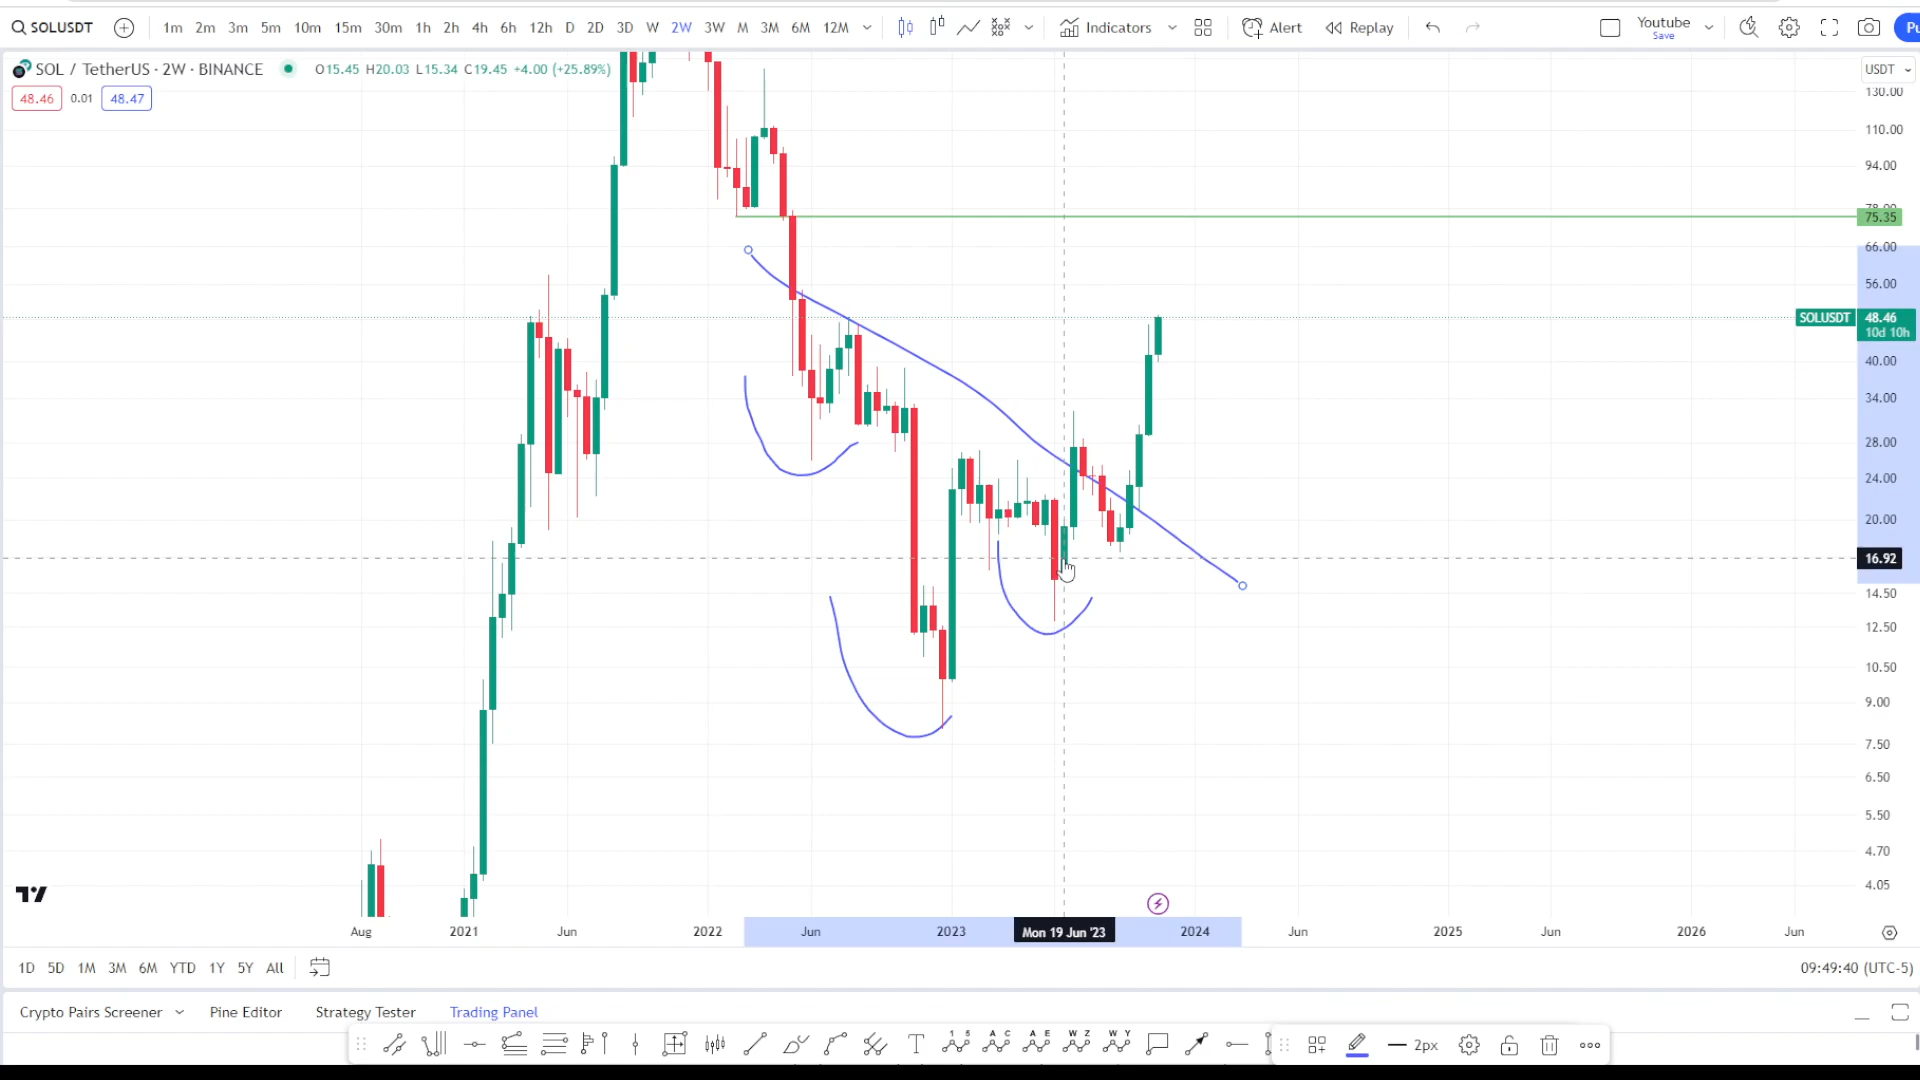 SOLUSDT 1m 2m 3m 5m 10m 15m 30m 1h 2h 4h 6h 12h D 2D 3D W 2W 3W M 3M 6M 12M Indicators Alert Replay Youtube
Save
SOL / TetherUS · 2W · BINANCE O15.45 H20.03 L15.34 C19.45 +4.00 (+25.89%) USDT
48.46 0.01 48.47
130.00
110.00
94.00
78.00
75.35
66.00
56.00
SOLUSDT 48.46
10d 10h
40.00
34.00
28.00
24.00
20.00
16.92
14.50
12.50
10.50
9.00
7.50
6.50
5.50
4.70
4.05
Aug 2021 Jun 2022 Jun 2023 Mon 19 Jun '23 2024 Jun 2025 Jun 2026 Jun
1D 5D 1M 3M 6M YTD 1Y 5Y All 09:49:40 (UTC-5)
Crypto Pairs Screener Pine Editor Strategy Tester Trading Panel
T 1 5 A C A E W Z W Y 2px